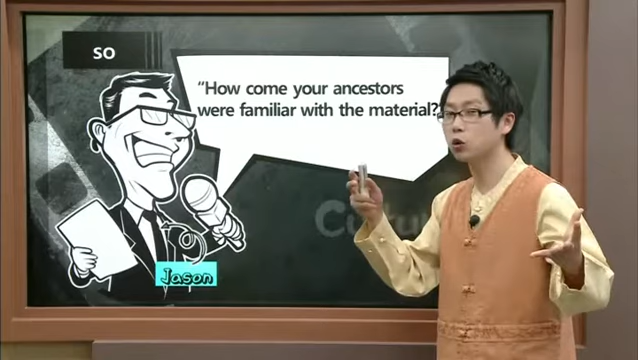 SO
“How come your ancestors
were familiar with the material?
Jason